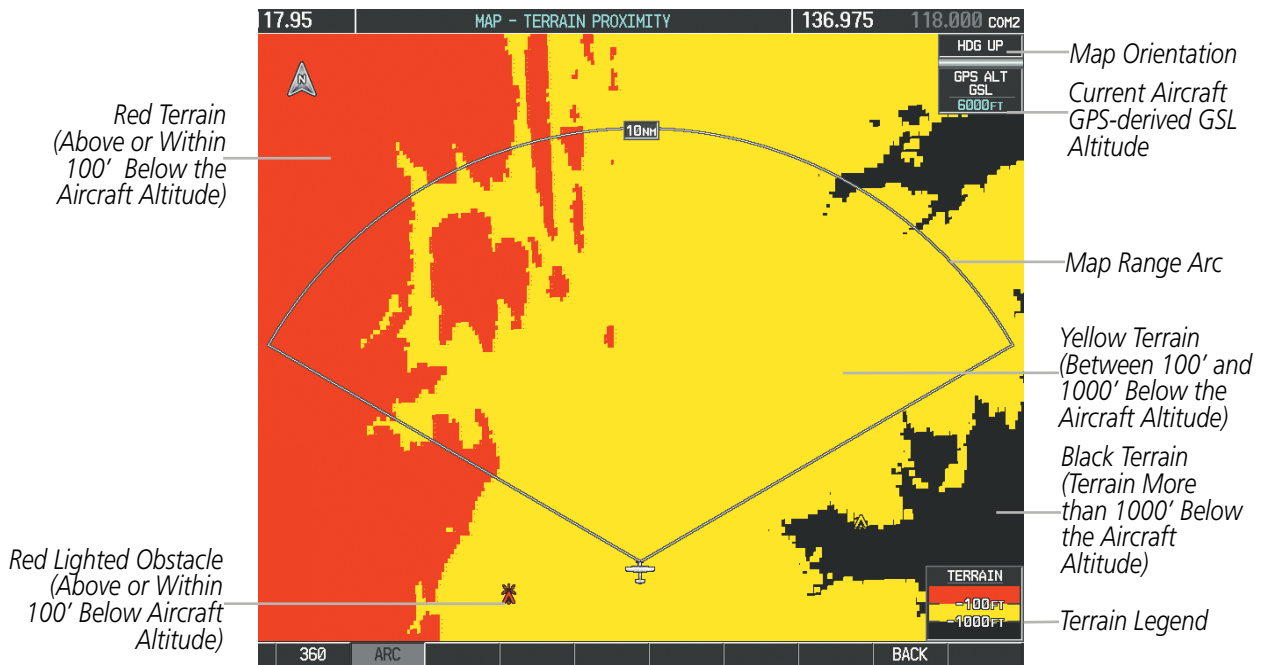 17.95
MAP - TERRAIN PROXIMITY
136.975
118.000 COM2
HDG UP
GPS ALT
GSL
6000FT
N
10NM
Map Orientation
Current Aircraft
GPS-derived GSL
Altitude
Red Terrain
(Above or Within
100' Below the
Aircraft Altitude)
Map Range Arc
Yellow Terrain
(Between 100' and
1000' Below the
Aircraft Altitude)
Black Terrain
(Terrain More
than 1000' Below
the Aircraft
Altitude)
Red Lighted Obstacle
(Above or Within
100' Below Aircraft
Altitude)
TERRAIN
-100FT
-1000FT
Terrain Legend
360
ARC
BACK